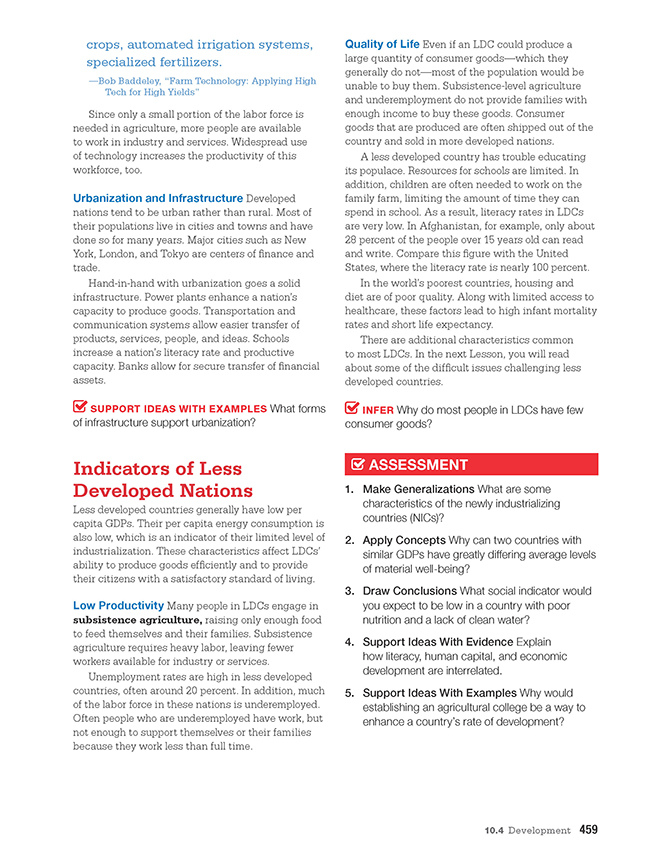 crops, automated irrigation systems,
specialized fertilizers.
—Bob Baddeley, “Farm Technology: Applying High
Tech for High Yields”
Since only a small portion of the labor force is
needed in agriculture, more people are available
to work in industry and services. Widespread use
of technology increases the productivity of this
workforce, too.
Urbanization and Infrastructure Developed
nations tend to be urban rather than rural. Most of
their populations live in cities and towns and have
done so for many years. Major cities such as New
York, London, and Tokyo are centers of finance and
trade.
Hand-in-hand with urbanization goes a solid
infrastructure. Power plants enhance a nation’s
capacity to produce goods. Transportation and
communication systems allow easier transfer of
products, services, people, and ideas. Schools
increase a nation’s literacy rate and productive
capacity. Banks allow for secure transfer of financial
assets.
SUPPORT IDEAS WITH EXAMPLES What forms
of infrastructure support urbanization?
Indicators of Less
Developed Nations
Less developed countries generally have low per
capita GDPs. Their per capita energy consumption is
also low, which is an indicator of their limited level of
industrialization. These characteristics affect LDCs’
ability to produce goods efficiently and to provide
their citizens with a satisfactory standard of living.
Low Productivity Many people in LDCs engage in
subsistence agriculture, raising only enough food
to feed themselves and their families. Subsistence
agriculture requires heavy labor, leaving fewer
workers available for industry or services.
Unemployment rates are high in less developed
countries, often around 20 percent. In addition, much
of the labor force in these nations is underemployed.
Often people who are underemployed have work, but
not enough to support themselves or their families
because they work less than full time.
Quality of Life Even if an LDC could produce a
large quantity of consumer goods—which they
generally do not—most of the population would be
unable to buy them. Subsistence-level agriculture
and underemployment do not provide families with
enough income to buy these goods. Consumer
goods that are produced are often shipped out of the
country and sold in more developed nations.
A less developed country has trouble educating
its populace. Resources for schools are limited. In
addition, children are often needed to work on the
family farm, limiting the amount of time they can
spend in school. As a result, literacy rates in LDCs
are very low. In Afghanistan, for example, only about
28 percent of the people over 15 years old can read
and write. Compare this figure with the United
States, where the literacy rate is nearly 100 percent.
In the world’s poorest countries, housing and
diet are of poor quality. Along with limited access to
healthcare, these factors lead to high infant mortality
rates and short life expectancy.
There are additional characteristics common
to most LDCs. In the next Lesson, you will read
about some of the difficult issues challenging less
developed countries.
INFER Why do most people in LDCs have few
consumer goods?
ASSESSMENT
1. Make Generalizations What are some
characteristics of the newly industrializing
countries (NICs)?
2. Apply Concepts Why can two countries with
similar GDPs have greatly differing average levels
of material well-being?
3. Draw Conclusions What social indicator would
you expect to be low in a country with poor
nutrition and a lack of clean water?
4. Support Ideas With Evidence Explain
how literacy, human capital, and economic
development are interrelated.
5. Support Ideas With Examples Why would
establishing an agricultural college be a way to
enhance a country’s rate of development?
10.4 Development 459